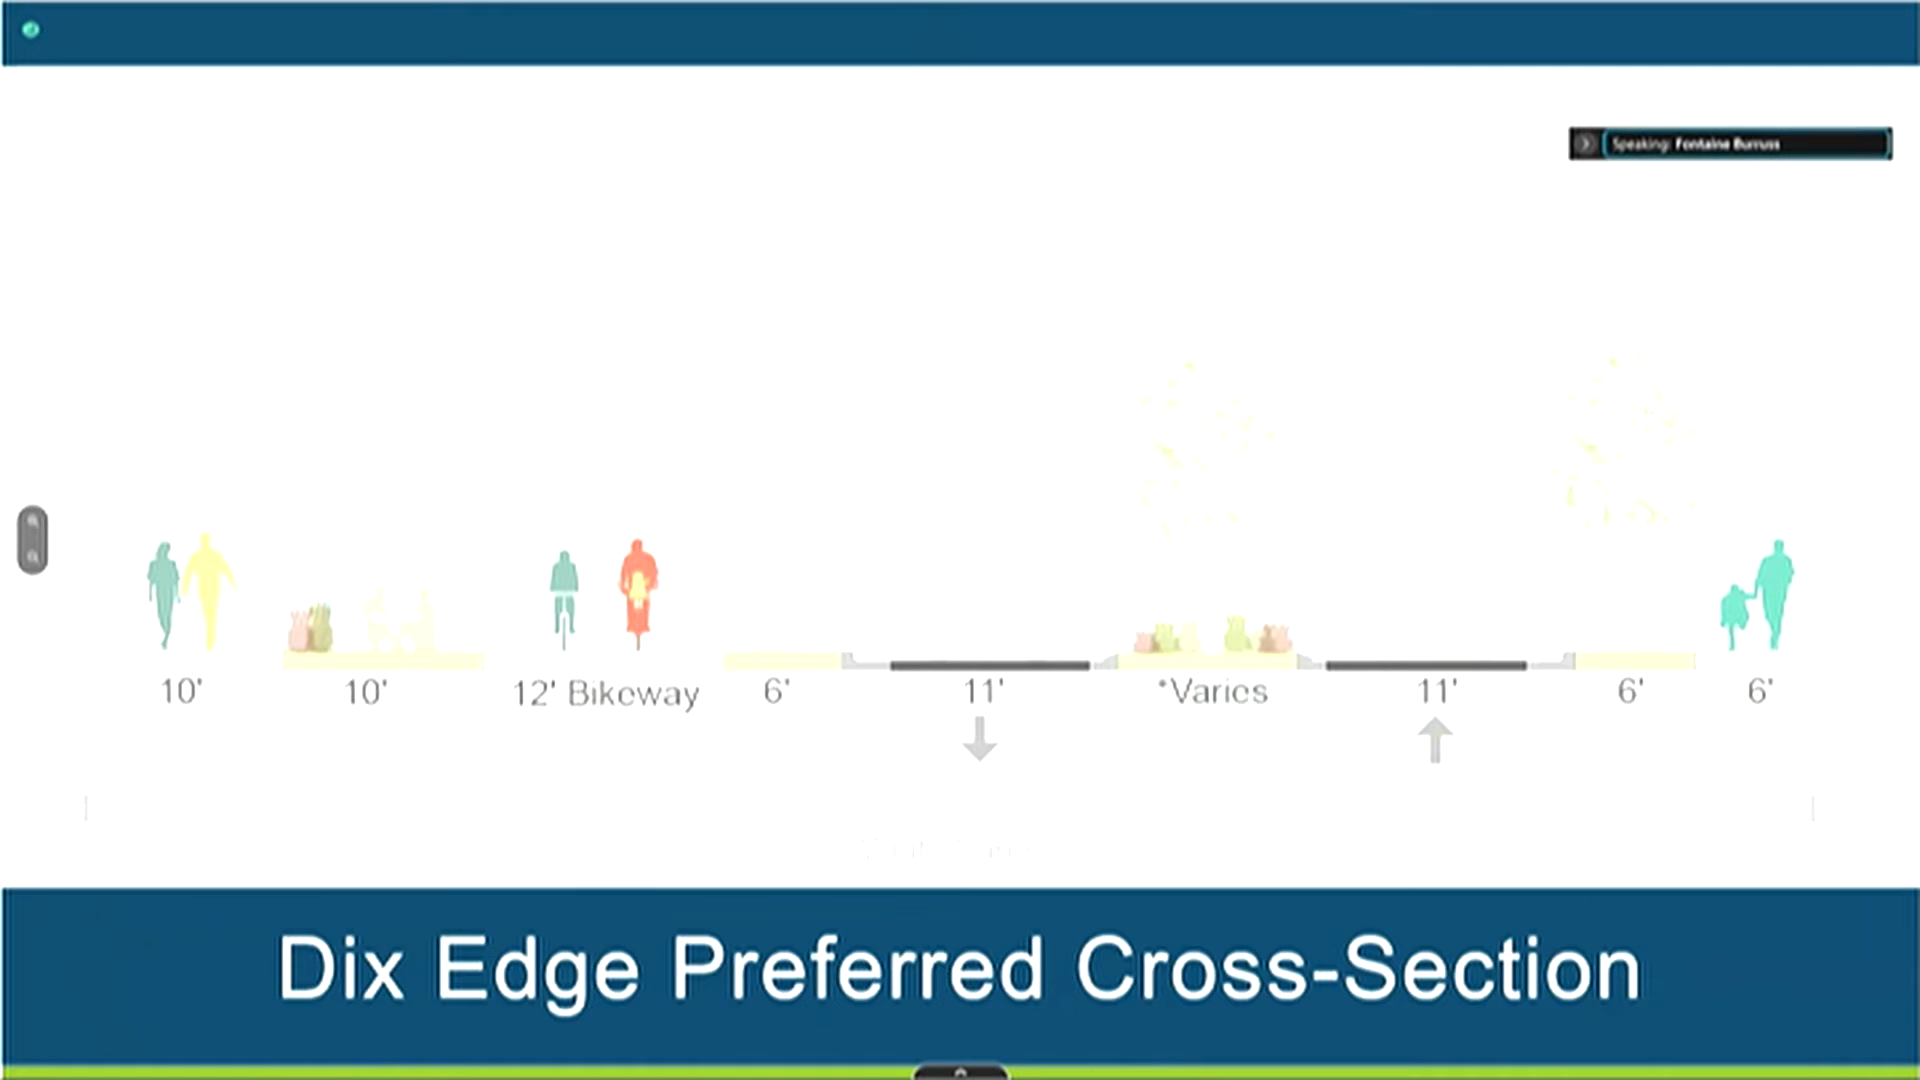 Speaking: Fontaine Burruss
10' 10' 12' Bikeway 6' 11' *Varies 11' 6' 6'
Dix Edge Preferred Cross-Section